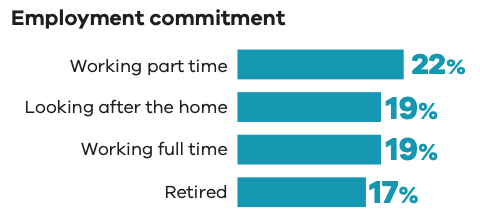 Employment commitment
Working part time 22%
Looking after the home 19%
Working full time 19%
Retired 17%